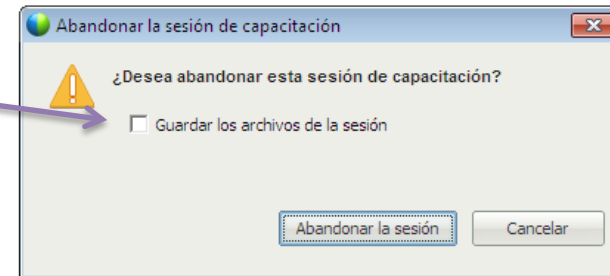 Abandonar la sesión de capacitación
¿Desea abandonar esta sesión de capacitación?
Guardar los archivos de la sesión
Abandonar la sesión
Cancelar